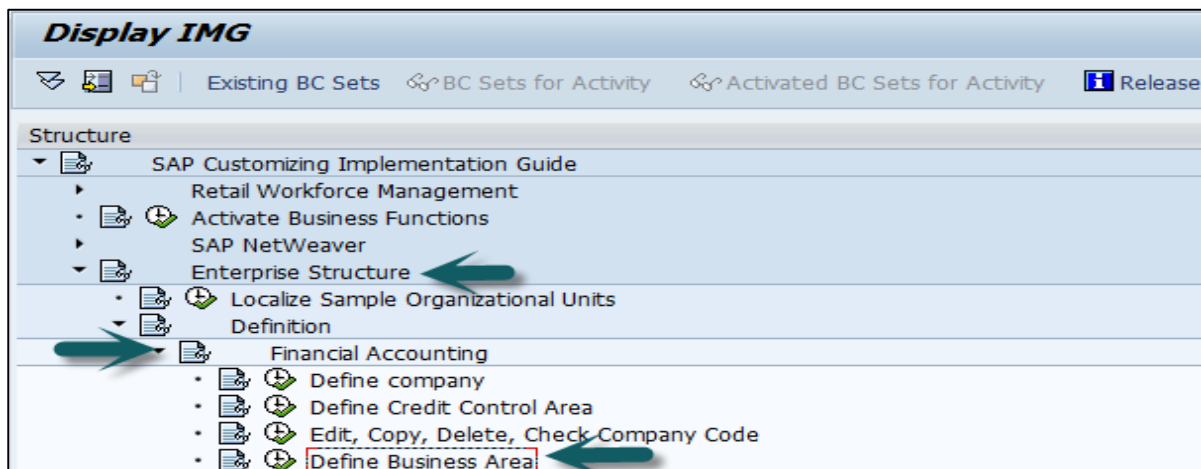 Display IMG
Existing BC Sets BC Sets for Activity Activated BC Sets for Activity Release
Structure
SAP Customizing Implementation Guide
Retail Workforce Management
Activate Business Functions
SAP NetWeaver
Enterprise Structure
Localize Sample Organizational Units
Definition
Financial Accounting
Define company
Define Credit Control Area
Edit, Copy, Delete, Check Company Code
Define Business Area